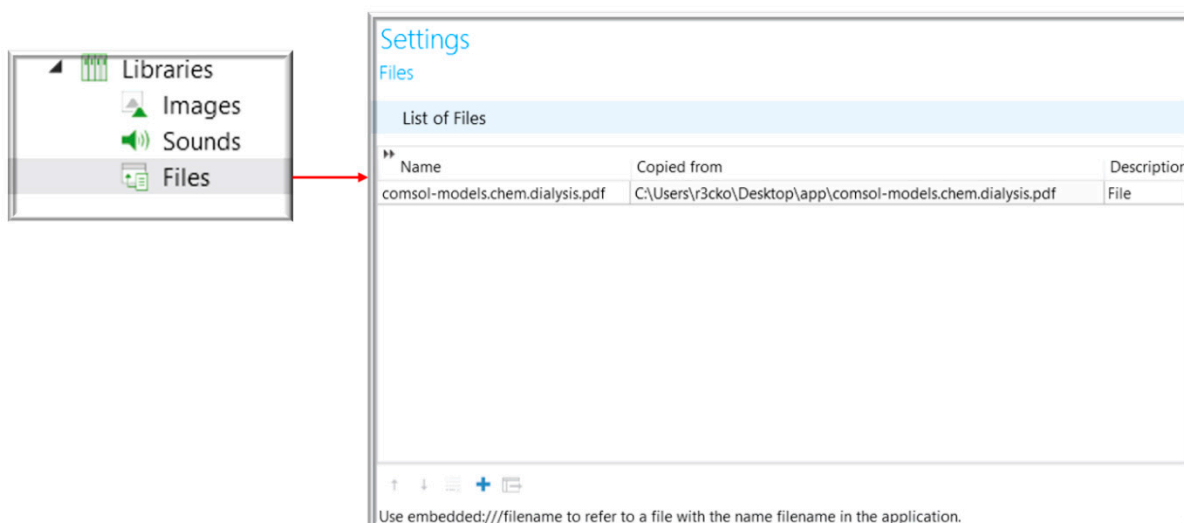 Libraries
Images
Sounds
Files
Settings
Files
List of Files
Name Copied from Description
comsol-models.chem.dialysis.pdf C:\Users\r3cko\Desktop\app\comsol-models.chem.dialysis.pdf File
Use embedded:///filename to refer to a file with the name filename in the application.